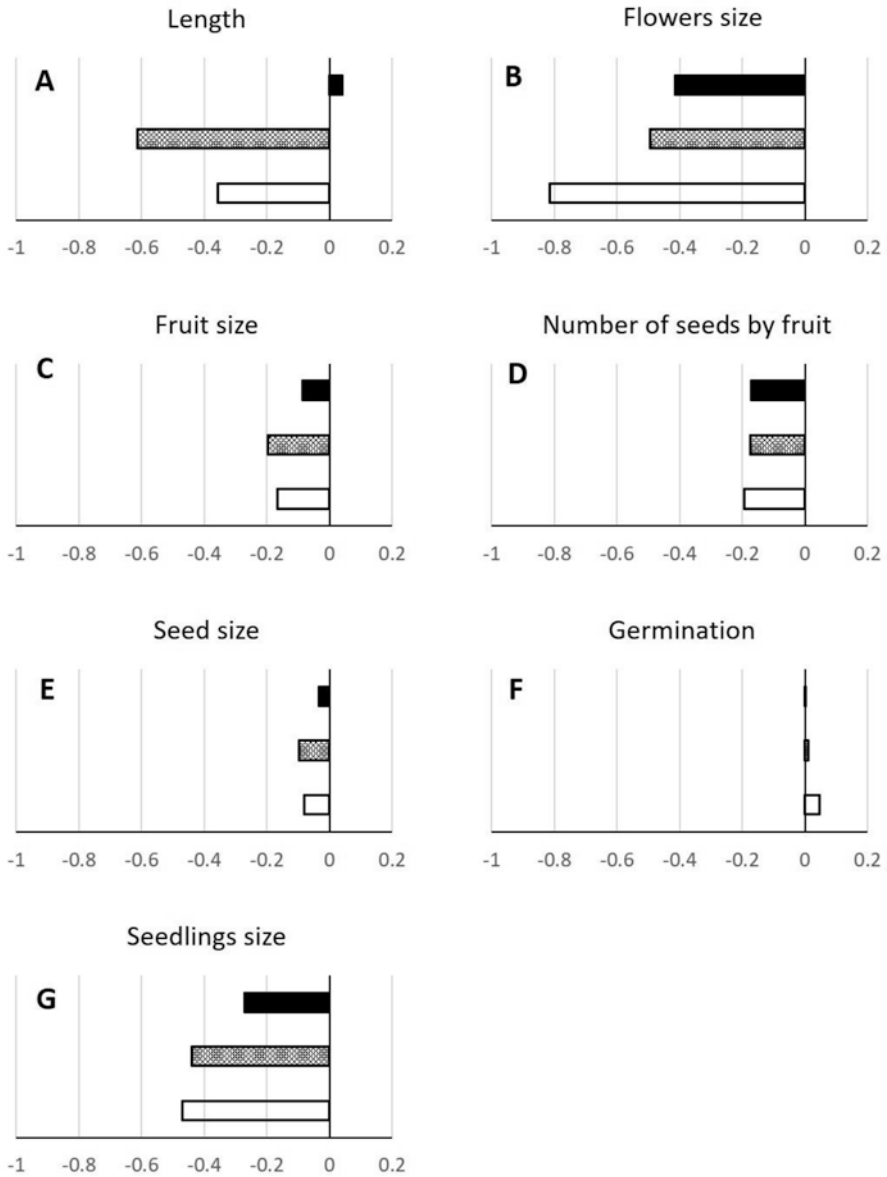 Length
Flowers size
A
B
-1 -0.8 -0.6 -0.4 -0.2 0 0.2
-1 -0.8 -0.6 -0.4 -0.2 0 0.2
Fruit size
Number of seeds by fruit
C
D
-1 -0.8 -0.6 -0.4 -0.2 0 0.2
-1 -0.8 -0.6 -0.4 -0.2 0 0.2
Seed size
Germination
E
F
-1 -0.8 -0.6 -0.4 -0.2 0 0.2
-1 -0.8 -0.6 -0.4 -0.2 0 0.2
Seedlings size
G
-1 -0.8 -0.6 -0.4 -0.2 0 0.2